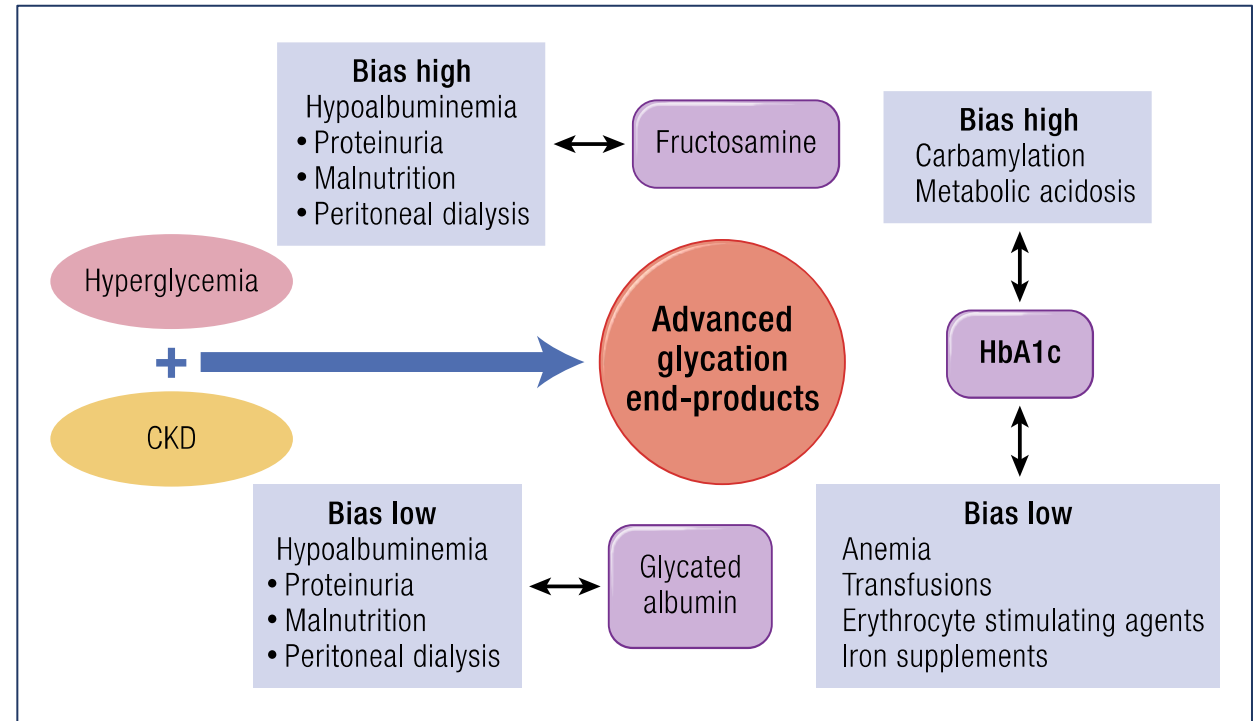 Bias high
Hypoalbuminemia
• Proteinuria
• Malnutrition
• Peritoneal dialysis
Fructosamine
Bias high
Carbamylation
Metabolic acidosis
Hyperglycemia
+
CKD
Advanced
glycation
end-products
HbA1c
Bias low
Hypoalbuminemia
• Proteinuria
• Malnutrition
• Peritoneal dialysis
Glycated
albumin
Bias low
Anemia
Transfusions
Erythrocyte stimulating agents
Iron supplements